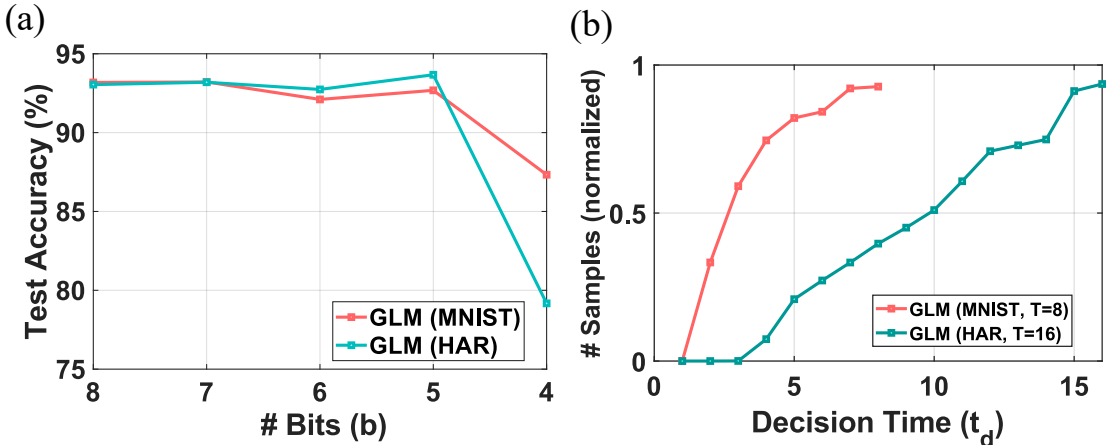 (a)
95
90
85
80
75
8
7
6
5
4
Test Accuracy (%)
# Bits (b)
GLM (MNIST)
GLM (HAR)
(b)
1
0.5
0
0
5
10
15
# Samples (normalized)
Decision Time (t_d)
GLM (MNIST, T=8)
GLM (HAR, T=16)